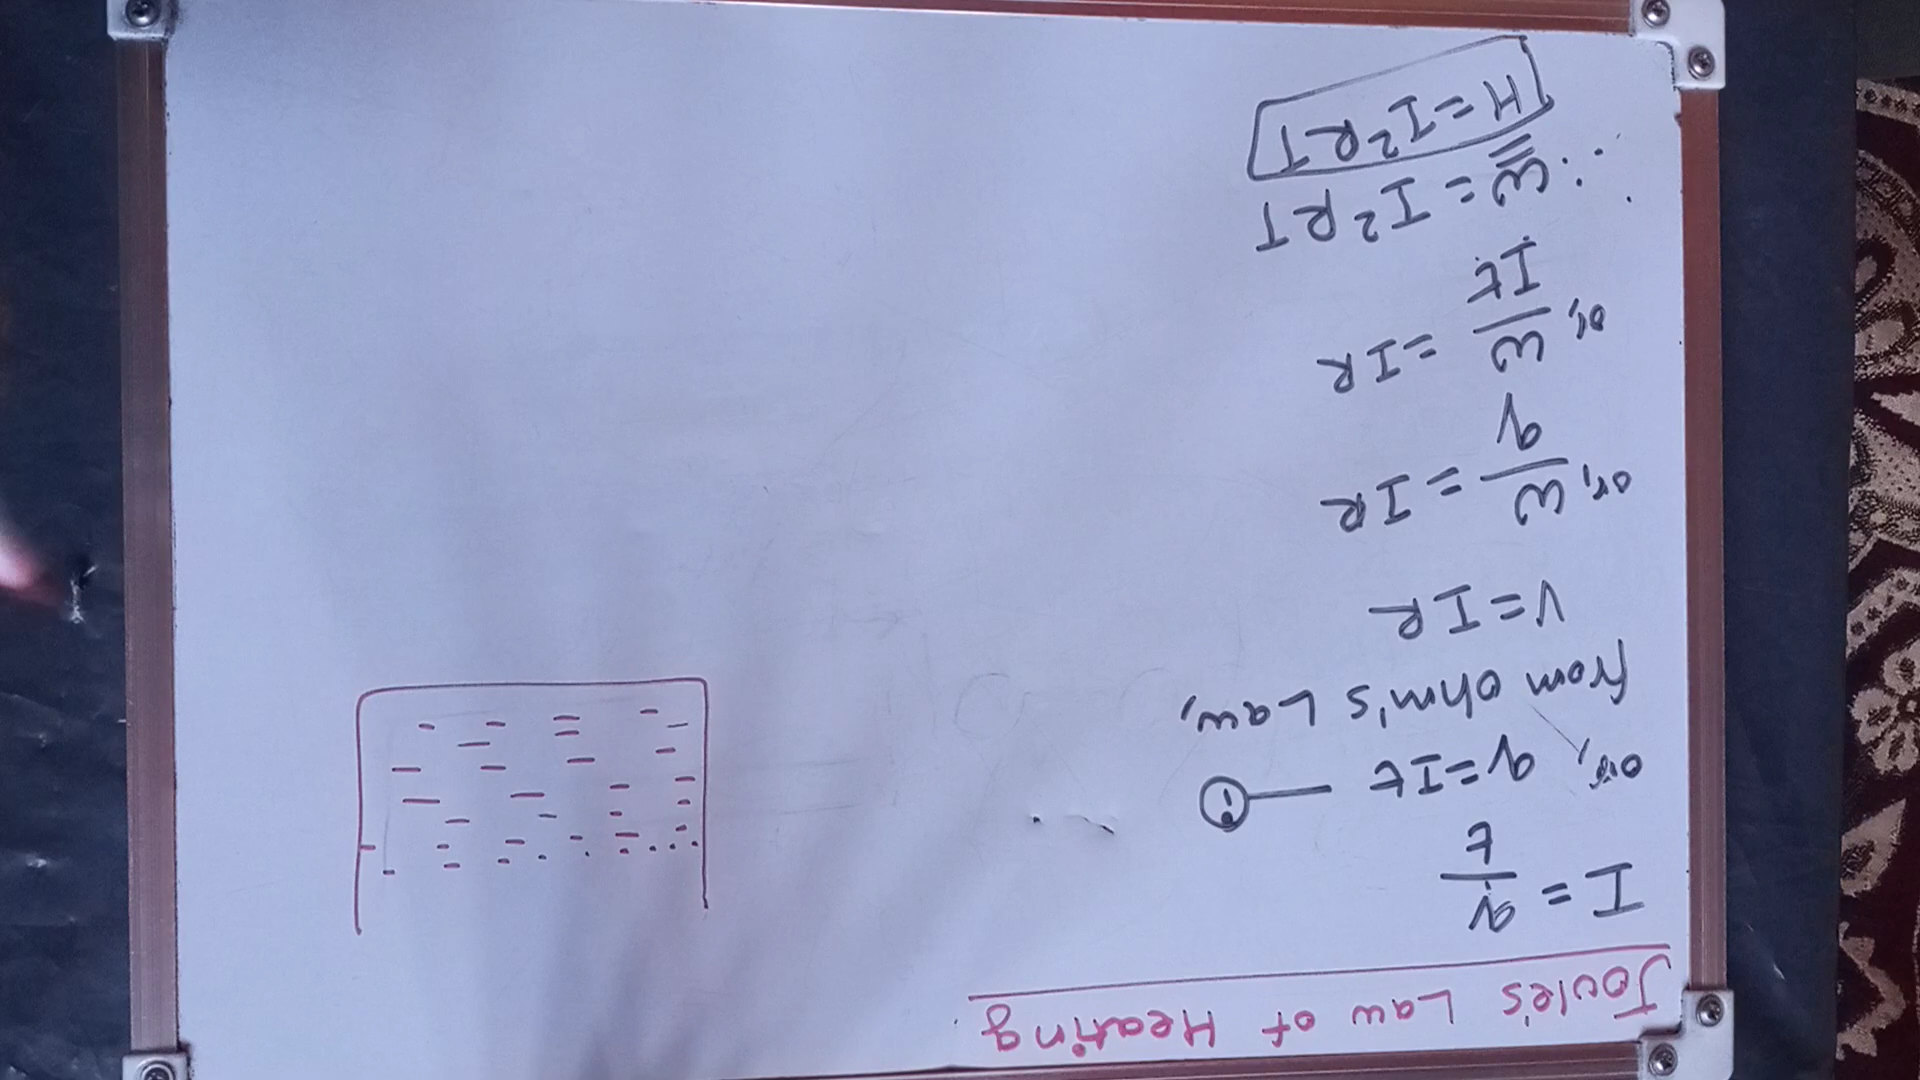 Joule's Law of Heating
I = q/t
or, q = It — (i)
from ohm's Law,
V = IR
or, W/q = IR
or, W/It = IR
∴ W = I²RT
H = I²RT